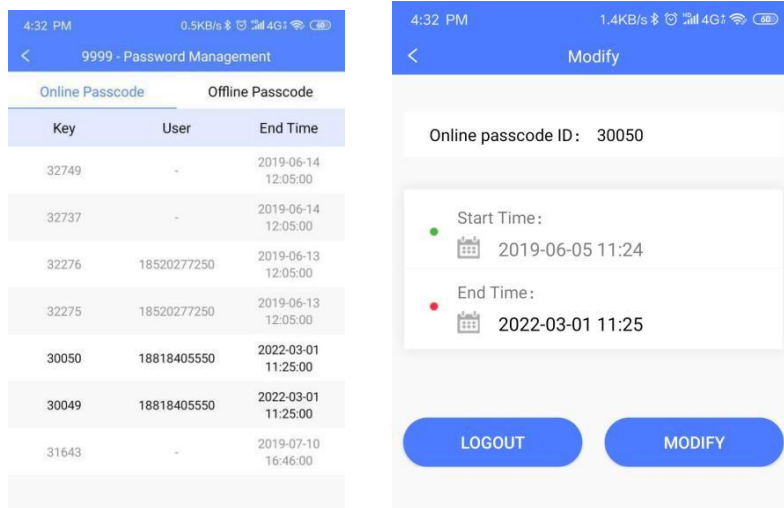 4:32 PM 0.5KB/s 4G 60
9999 - Password Management
Online Passcode Offline Passcode
Key User End Time
32749 - 2019-06-14
12:05:00
32737 - 2019-06-14
12:05:00
32276 18520277250 2019-06-13
12:05:00
32275 18520277250 2019-06-13
12:05:00
30050 18818405550 2022-03-01
11:25:00
30049 18818405550 2022-03-01
11:25:00
31643 - 2019-07-10
16:46:00
4:32 PM 1.4KB/s 4G 60
Modify
Online passcode ID： 30050
Start Time：
2019-06-05 11:24
End Time：
2022-03-01 11:25
LOGOUT MODIFY